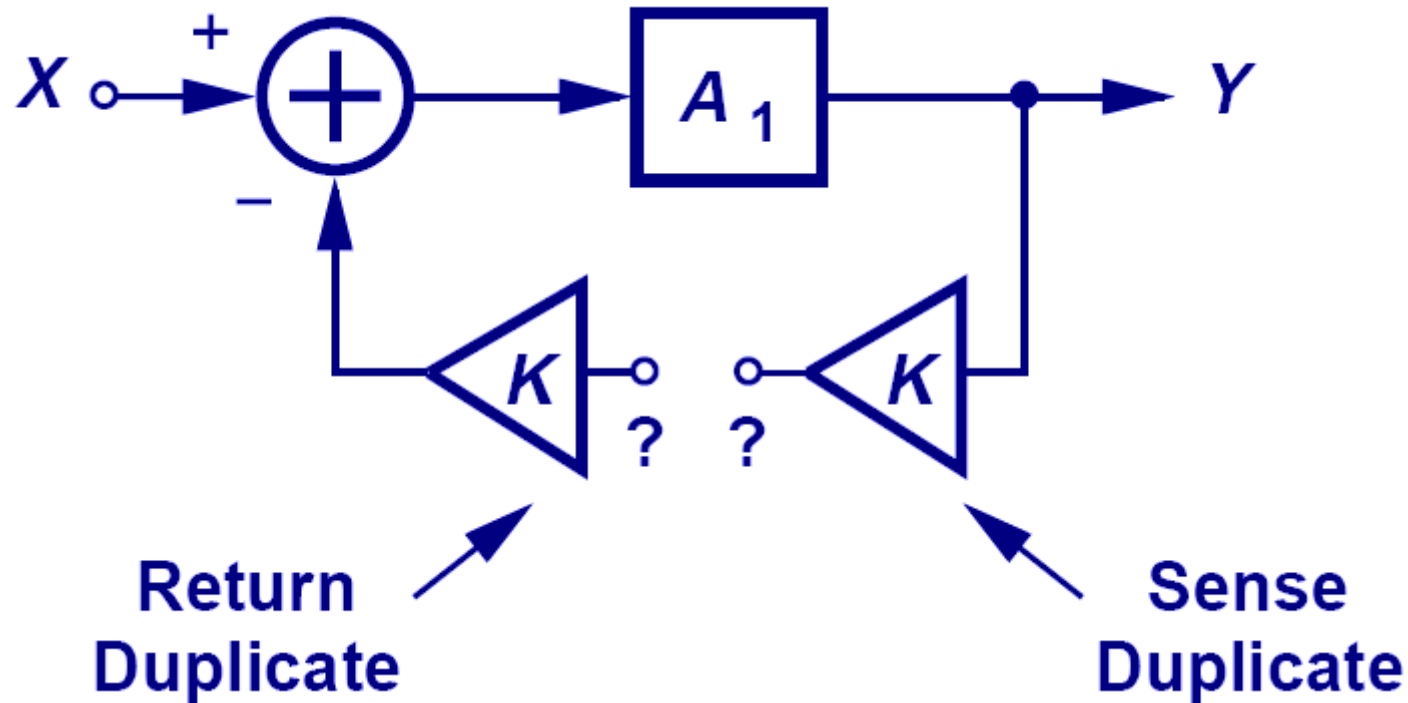 +
X
A 1
Y
−
K
K
? ?
Return
Duplicate
Sense
Duplicate